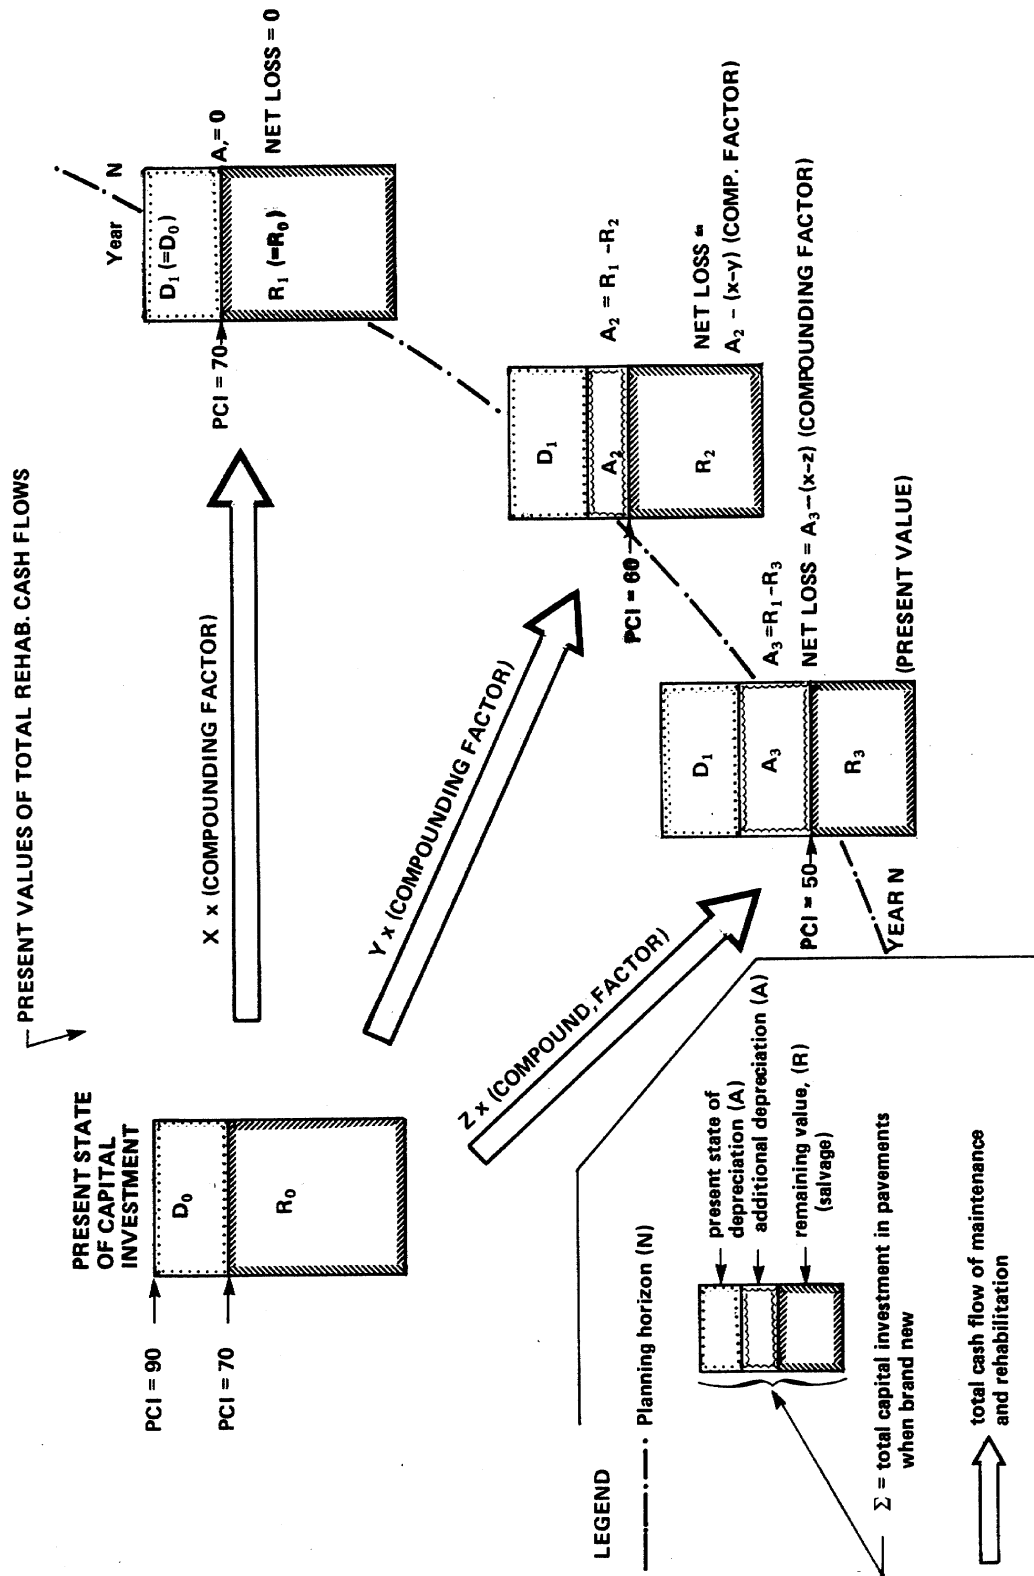 PRESENT VALUES OF TOTAL REHAB. CASH FLOWS
PRESENT STATE
OF CAPITAL
INVESTMENT
PCI = 90
PCI = 70
D₀
R₀
X x (COMPOUNDING FACTOR)
Y x (COMPOUNDING FACTOR)
Z x (COMPOUND, FACTOR)
Year N
D₁ (=D₀)
R₁ (=R₀)
PCI = 70
A,= 0
NET LOSS = 0
D₁
A₂
R₂
PCI = 60
A₂ = R₁ -R₂
NET LOSS =
A₂ - (x-y) (COMP. FACTOR)
D₁
A₃
R₃
PCI = 50
A₃=R₁-R₃
NET LOSS = A₃-(x-z) (COMPOUNDING FACTOR)
(PRESENT VALUE)
YEAR N
LEGEND
Planning horizon (N)
present state of
depreciation (A)
additional depreciation (A)
remaining value, (R)
(salvage)
Σ = total capital investment in pavements
when brand new
total cash flow of maintenance
and rehabilitation